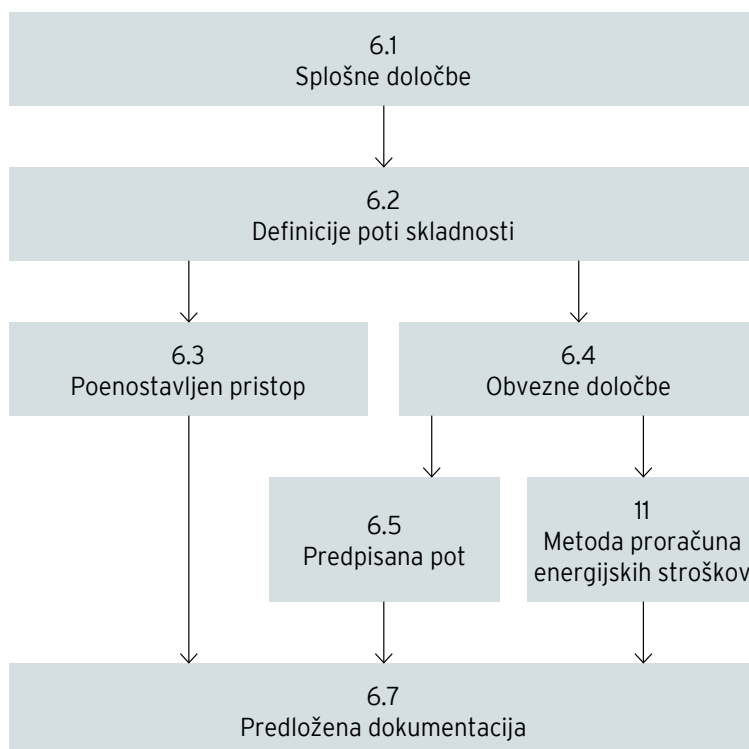 6.1
Splošne določbe
6.2
Definicije poti skladnosti
6.3
Poenostavljen pristop
6.4
Obvezne določbe
6.5
Predpisana pot
11
Metoda proračuna
energijskih stroškov
6.7
Predložena dokumentacija